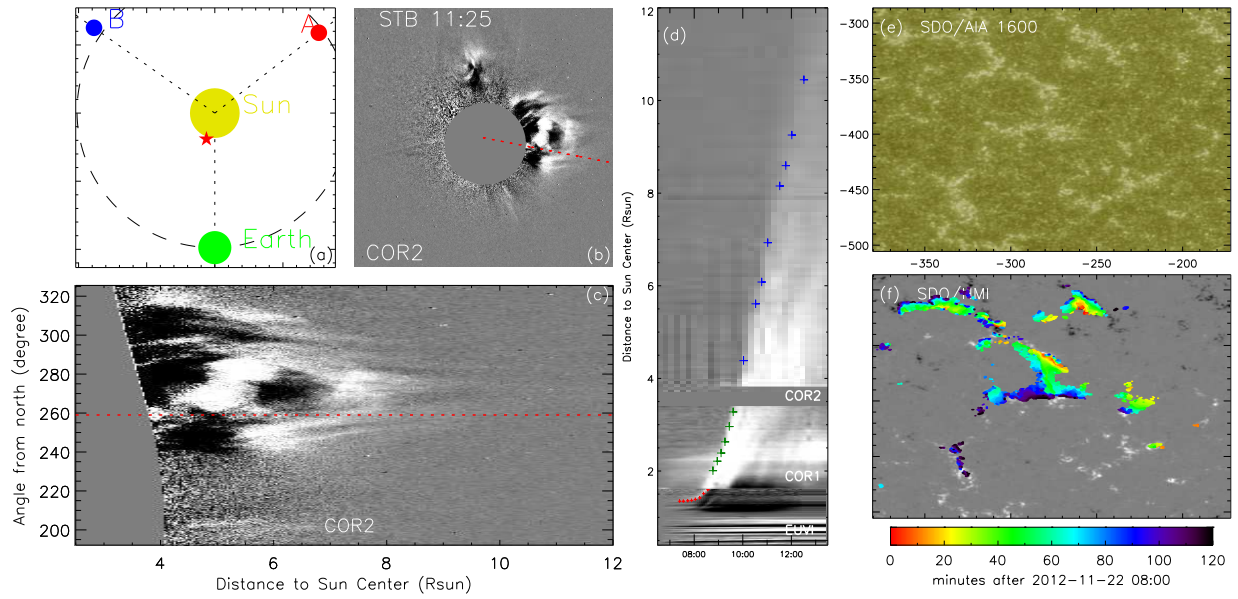 B
A
Sun
Earth
(a)
STB 11:25
COR2
(b)
(c)
Angle from north (degree)
320
300
280
260
240
220
200
COR2
4
6
8
10
12
Distance to Sun Center (Rsun)
(d)
Distance to Sun Center (Rsun)
12
10
8
6
4
2
COR2
COR1
EUVI
08:00
10:00
12:00
(e) SDO/AIA 1600
-300
-350
-400
-450
-500
-350
-300
-250
-200
(f) SDO/HMI
0
20
40
60
80
100
120
minutes after 2012-11-22 08:00